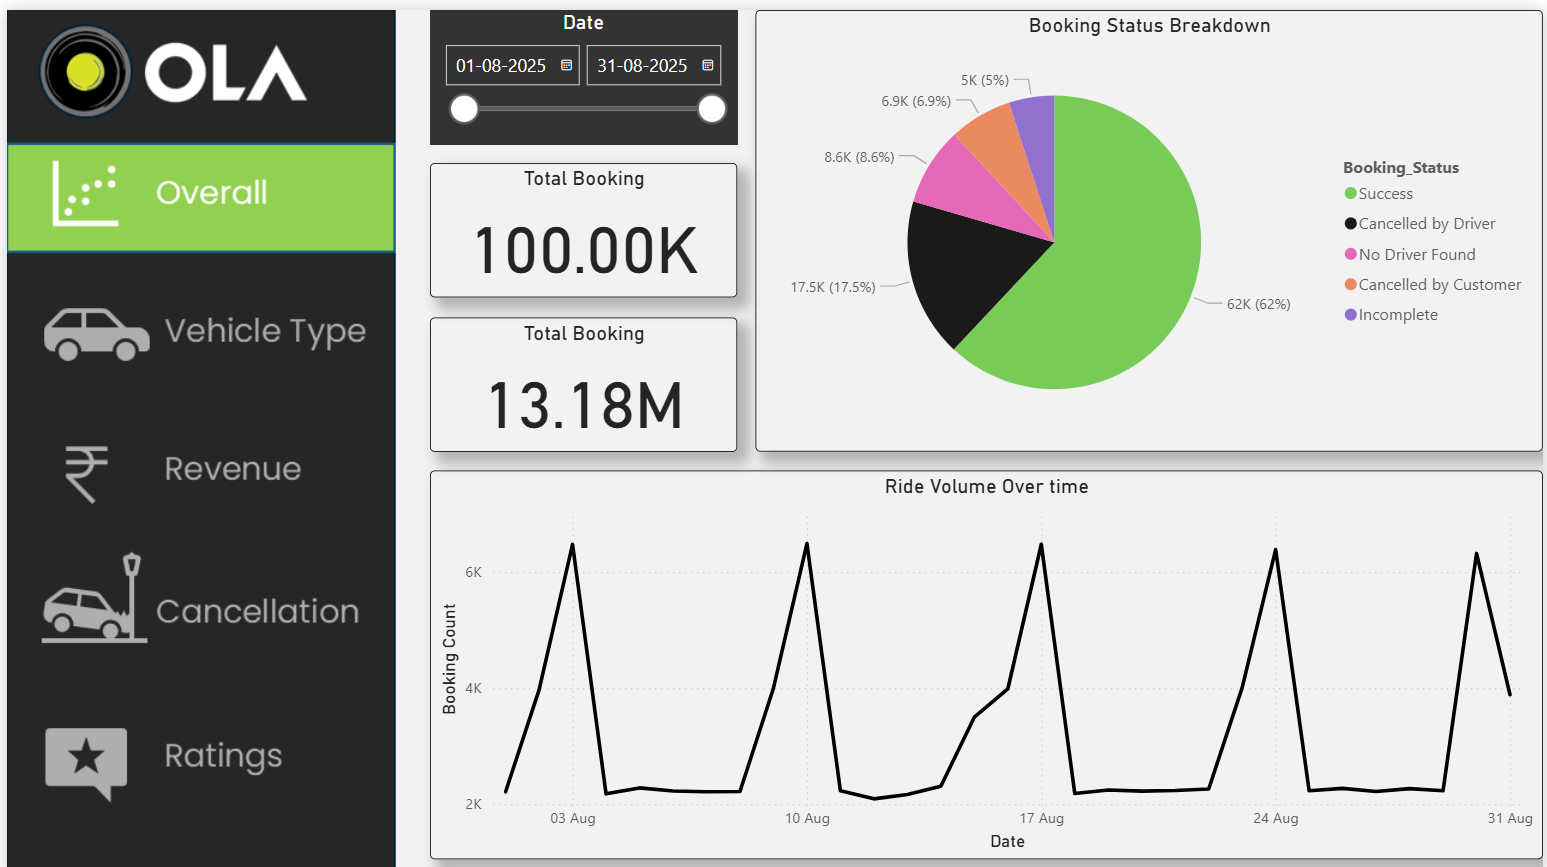 OLA
Overall
Vehicle Type
Revenue
Cancellation
Ratings
Date
01-08-2025 31-08-2025
Total Booking
100.00K
Total Booking
13.18M
Booking Status Breakdown
5K (5%)
6.9K (6.9%)
8.6K (8.6%)
17.5K (17.5%)
62K (62%)
Booking_Status
Success
Cancelled by Driver
No Driver Found
Cancelled by Customer
Incomplete
Ride Volume Over time
Booking Count
6K
4K
2K
03 Aug 10 Aug 17 Aug 24 Aug 31 Aug
Date